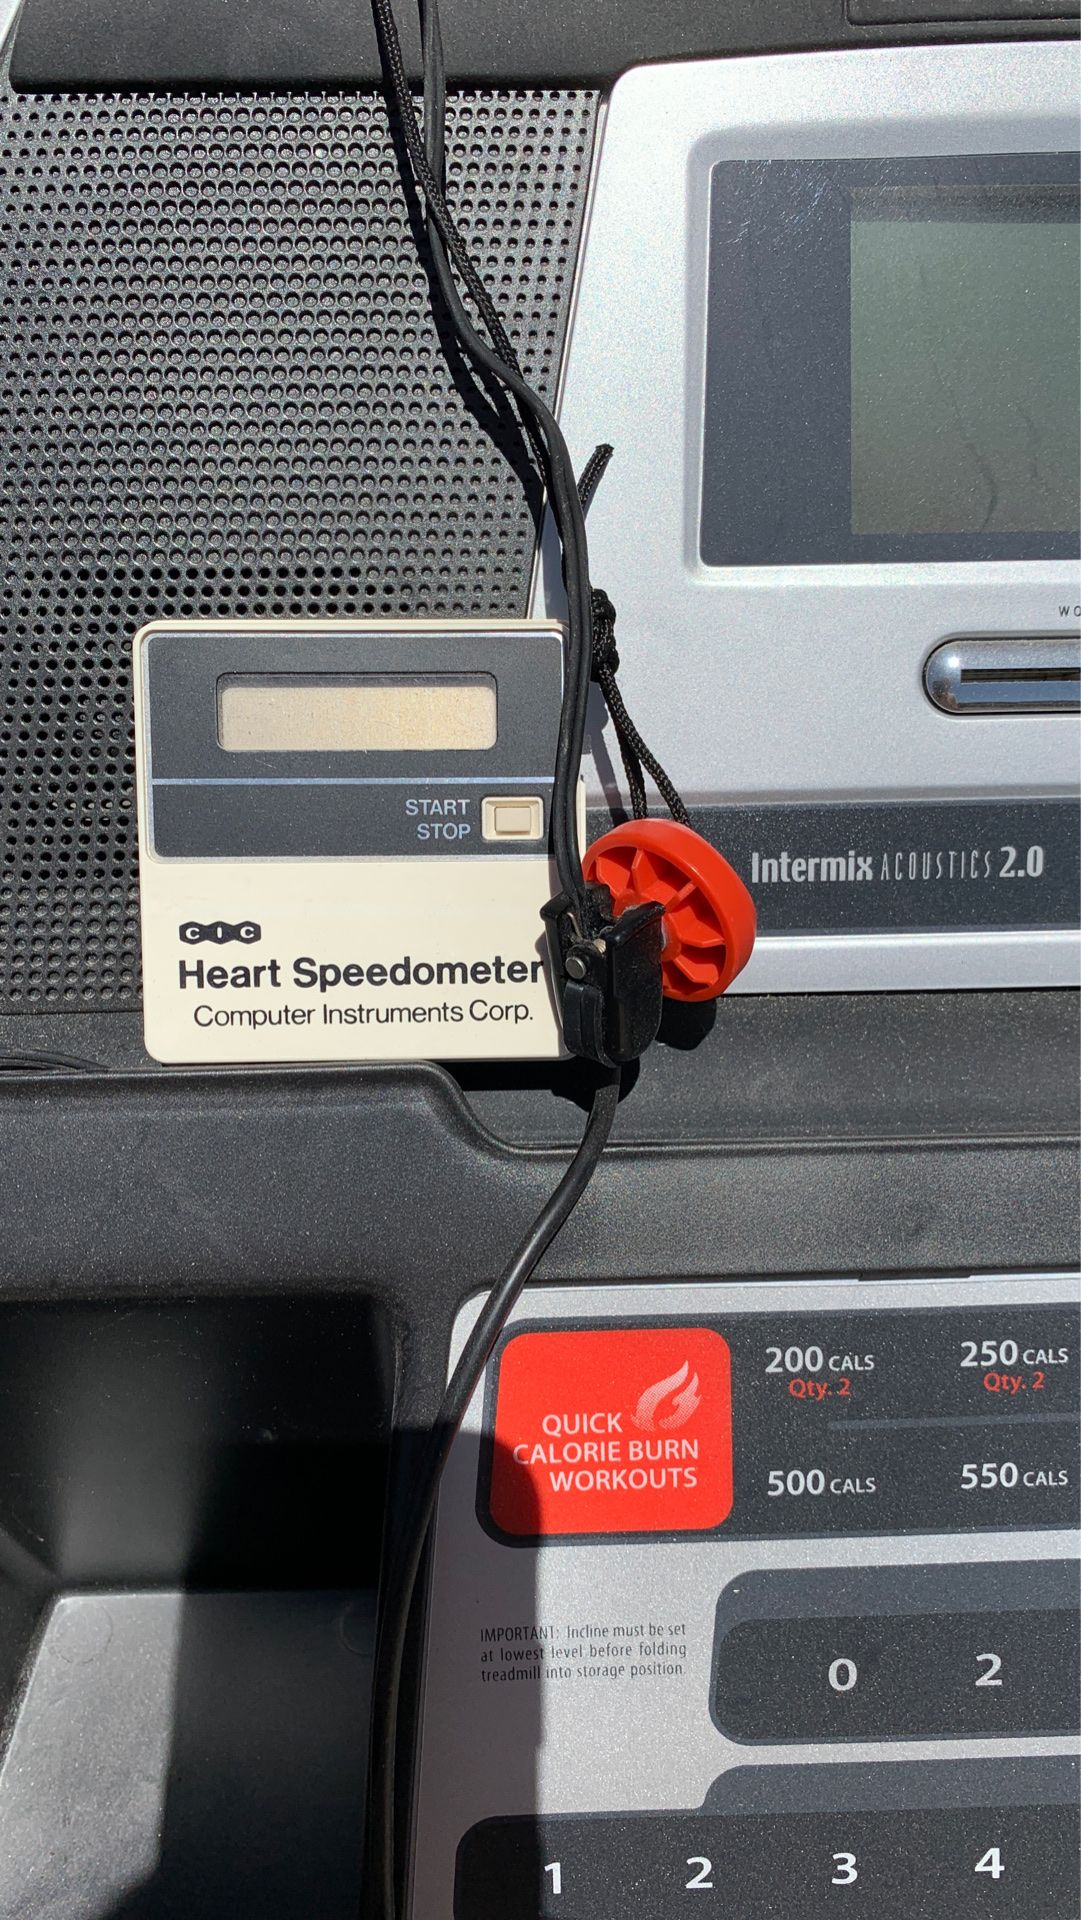 WO
START
STOP
Intermix ACOUSTICS 2.0
CIC
Heart Speedometer
Computer Instruments Corp.
QUICK
CALORIE BURN
WORKOUTS
200 CALS
Qty. 2
250 CALS
Qty. 2
500 CALS
550 CALS
IMPORTANT: Incline must be set
at lowest level before folding
treadmill into storage position.
0
2
1
2
3
4